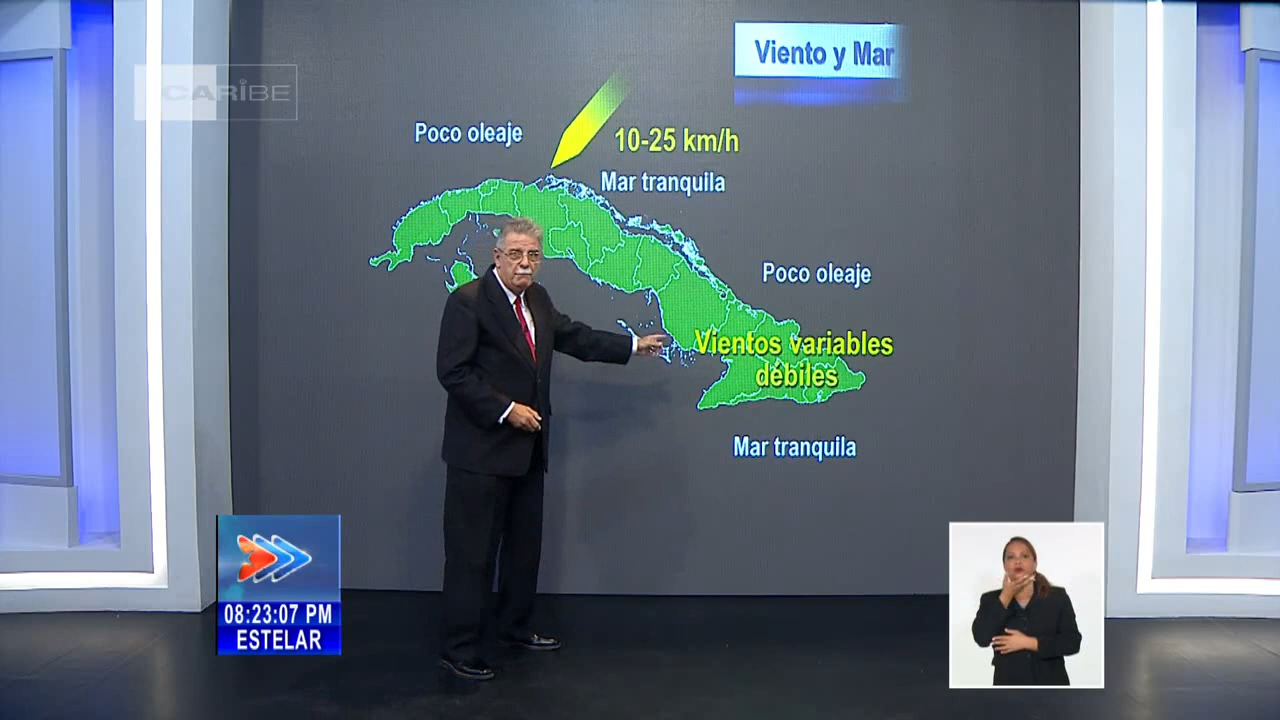 CARIBE
Viento y Mar
Poco oleaje
10-25 km/h
Mar tranquila
Poco oleaje
Vientos variables
débiles
Mar tranquila
08:23:07 PM
ESTELAR